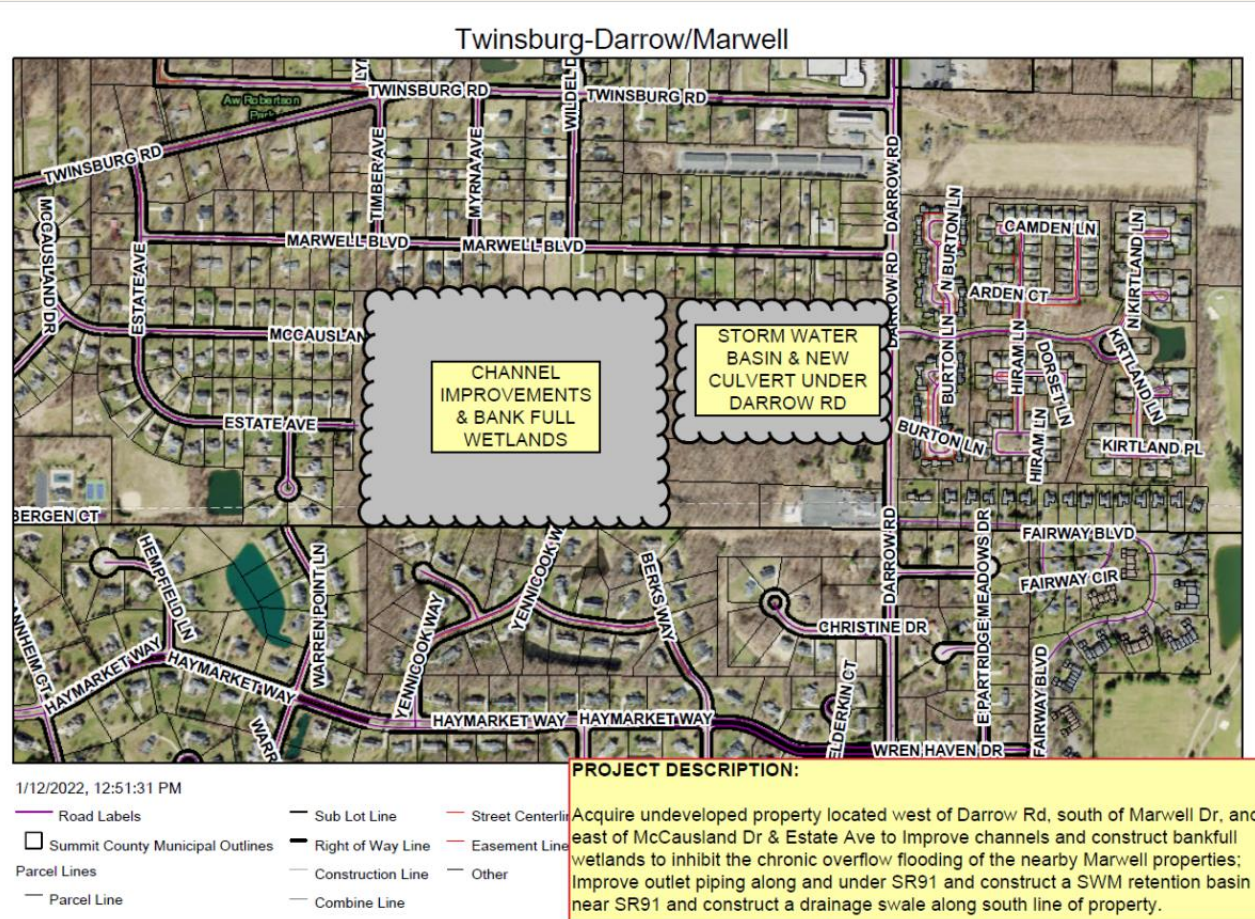 Twinsburg-Darrow/Marwell
TWINSBURG RD
TWINSBURG RD
Aw Robertson
Park
TWINSBURG RD
TIMBER AVE
MYRNA AVE
WILDEL D
DARROW RD
MCCAUSLAND DR
ESTATE AVE
MARWELL BLVD
MARWELL BLVD
DARROW RD
N BURTON LN
CAMDEN LN
N KIRTLAND LN
ARDEN CT
MCCAUSLAN
CHANNEL
IMPROVEMENTS
& BANK FULL
WETLANDS
STORM WATER
BASIN & NEW
CULVERT UNDER
DARROW RD
BURTON LN
HIRAM LN
DORSET LN
KIRTLAND LN
ESTATE AVE
BURTON LN
HIRAM LN
KIRTLAND PL
BERGEN CT
HEMPFIELD LN
WARREN POINT LN
YENNICOOK WAY
YENNICOOK W
BERKS WAY
DARROW RD
E PARTRIDGE MEADOWS DR
FAIRWAY BLVD
FAIRWAY CIR
CHRISTINE DR
ANNHEIM CT
HAYMARKET WAY
HAYMARKET WAY
WARR
HAYMARKET WAY
HAYMARKET WAY
ELDERKIN CT
WREN HAVEN DR
FAIRWAY BLVD
1/12/2022, 12:51:31 PM
Road Labels
Summit County Municipal Outlines
Parcel Lines
Parcel Line
Sub Lot Line
Right of Way Line
Construction Line
Combine Line
Street Centerlin
Easement Line
Other
PROJECT DESCRIPTION:
Acquire undeveloped property located west of Darrow Rd, south of Marwell Dr, and
east of McCausland Dr & Estate Ave to Improve channels and construct bankfull
wetlands to inhibit the chronic overflow flooding of the nearby Marwell properties;
Improve outlet piping along and under SR91 and construct a SWM retention basin
near SR91 and construct a drainage swale along south line of property.